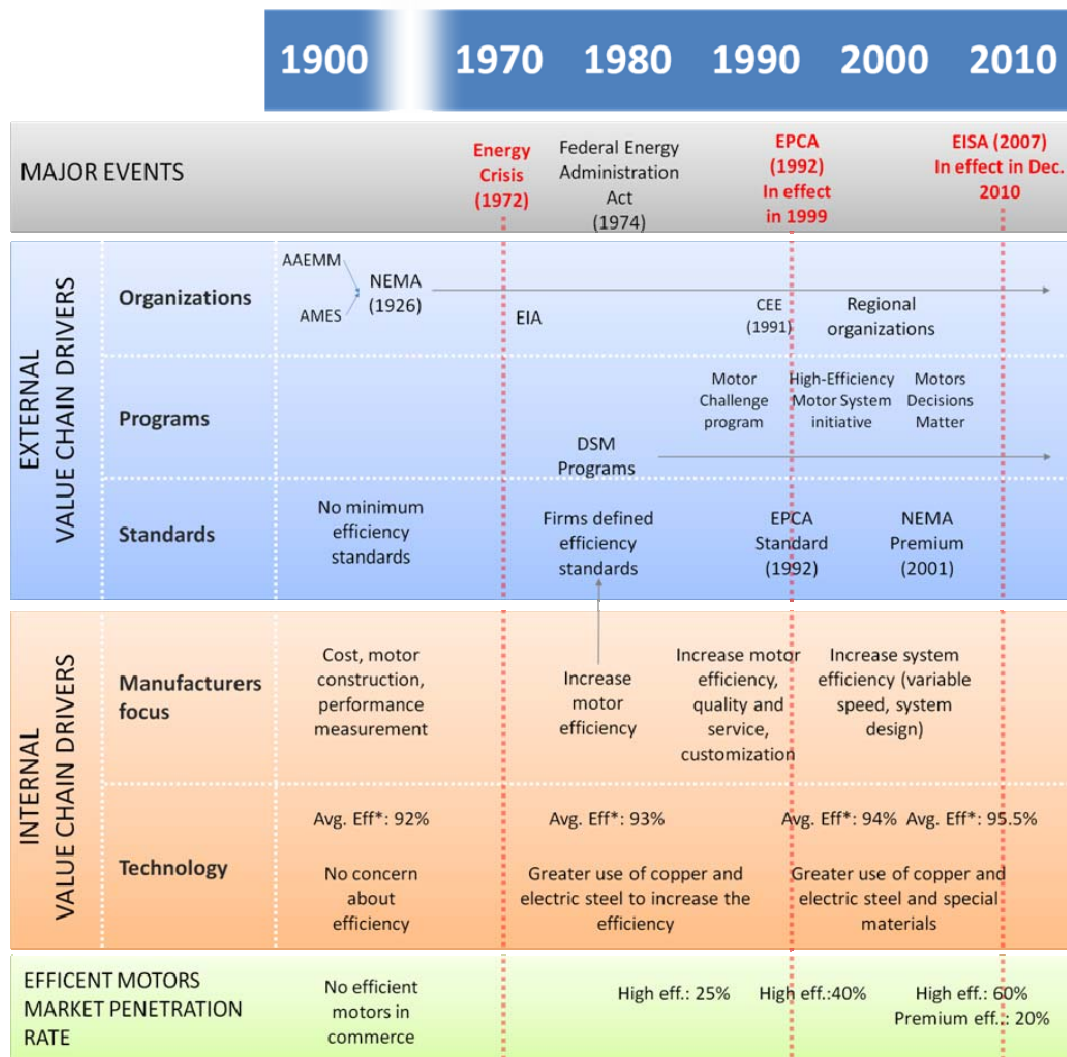 1900 1970 1980 1990 2000 2010
MAJOR EVENTS
Energy
Crisis
(1972)
Federal Energy
Administration
Act
(1974)
EPCA
(1992)
In effect
in 1999
EISA (2007)
In effect in Dec.
2010
EXTERNAL
VALUE CHAIN DRIVERS
Organizations
AAEMM
AMES
NEMA
(1926)
EIA
CEE
(1991)
Regional
organizations
Programs
DSM
Programs
Motor
Challenge
program
High-Efficiency
Motor System
initiative
Motors
Decisions
Matter
Standards
No minimum
efficiency
standards
Firms defined
efficiency
standards
EPCA
Standard
(1992)
NEMA
Premium
(2001)
INTERNAL
VALUE CHAIN DRIVERS
Manufacturers
focus
Cost, motor
construction,
performance
measurement
Increase
motor
efficiency
Increase motor
efficiency,
quality and
service,
customization
Increase system
efficiency (variable
speed, system
design)
Technology
Avg. Eff*: 92%
Avg. Eff*: 93%
Avg. Eff*: 94%
Avg. Eff*: 95.5%
No concern
about
efficiency
Greater use of copper and
electric steel to increase the
efficiency
Greater use of copper and
electric steel and special
materials
EFFICENT MOTORS
MARKET PENETRATION
RATE
No efficient
motors in
commerce
High eff.: 25%
High eff.:40%
High eff.: 60%
Premium eff..: 20%